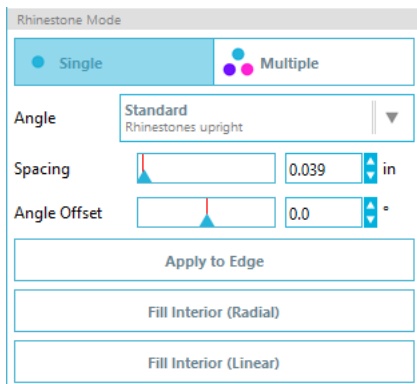 Rhinestone Mode
Single Multiple
Angle Standard
Rhinestones upright
Spacing 0.039 in
Angle Offset 0.0 °
Apply to Edge
Fill Interior (Radial)
Fill Interior (Linear)